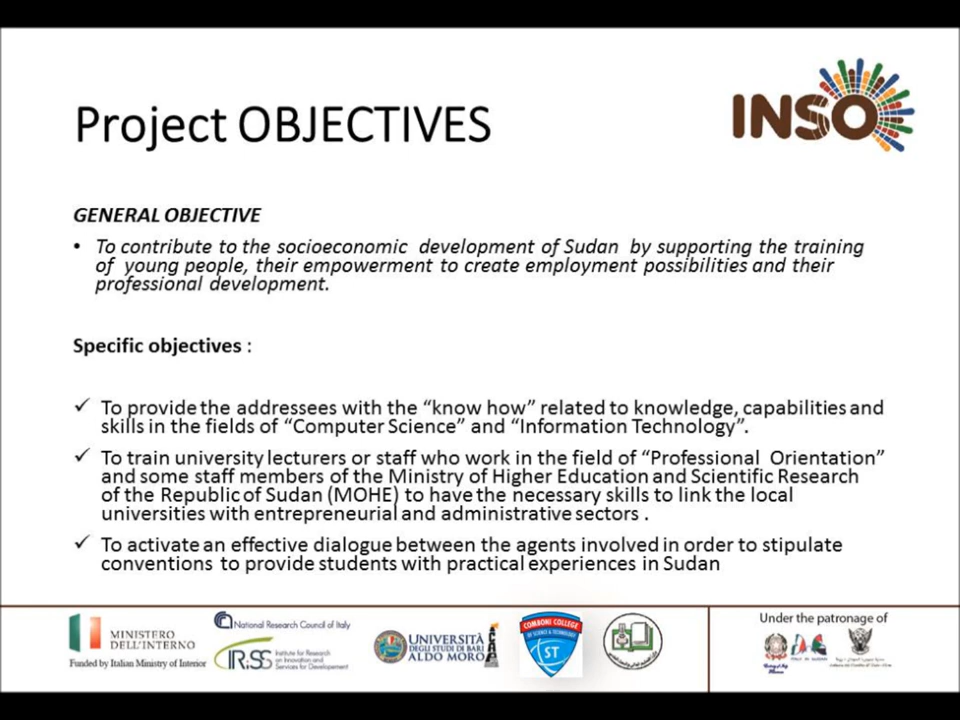 INSO
Project OBJECTIVES
GENERAL OBJECTIVE
• To contribute to the socioeconomic development of Sudan by supporting the training
of young people, their empowerment to create employment possibilities and their
professional development.
Specific objectives :
✓ To provide the addressees with the “know how” related to knowledge, capabilities and
skills in the fields of “Computer Science” and “Information Technology”.
✓ To train university lecturers or staff who work in the field of “Professional Orientation”
and some staff members of the Ministry of Higher Education and Scientific Research
of the Republic of Sudan (MOHE) to have the necessary skills to link the local
universities with entrepreneurial and administrative sectors .
✓ To activate an effective dialogue between the agents involved in order to stipulate
conventions to provide students with practical experiences in Sudan
MINISTERO
DELL'INTERNO
Funded by Italian Ministry of Interior
National Research Council of Italy
IRISS
Institute for Research
on Innovation and
Services for Development
UNIVERSITÀ
DEGLI STUDI DI BARI
ALDO MORO
COMBONI COLLEGE
OF SCIENCE & TECHNOLOGY
ST
Under the patronage of